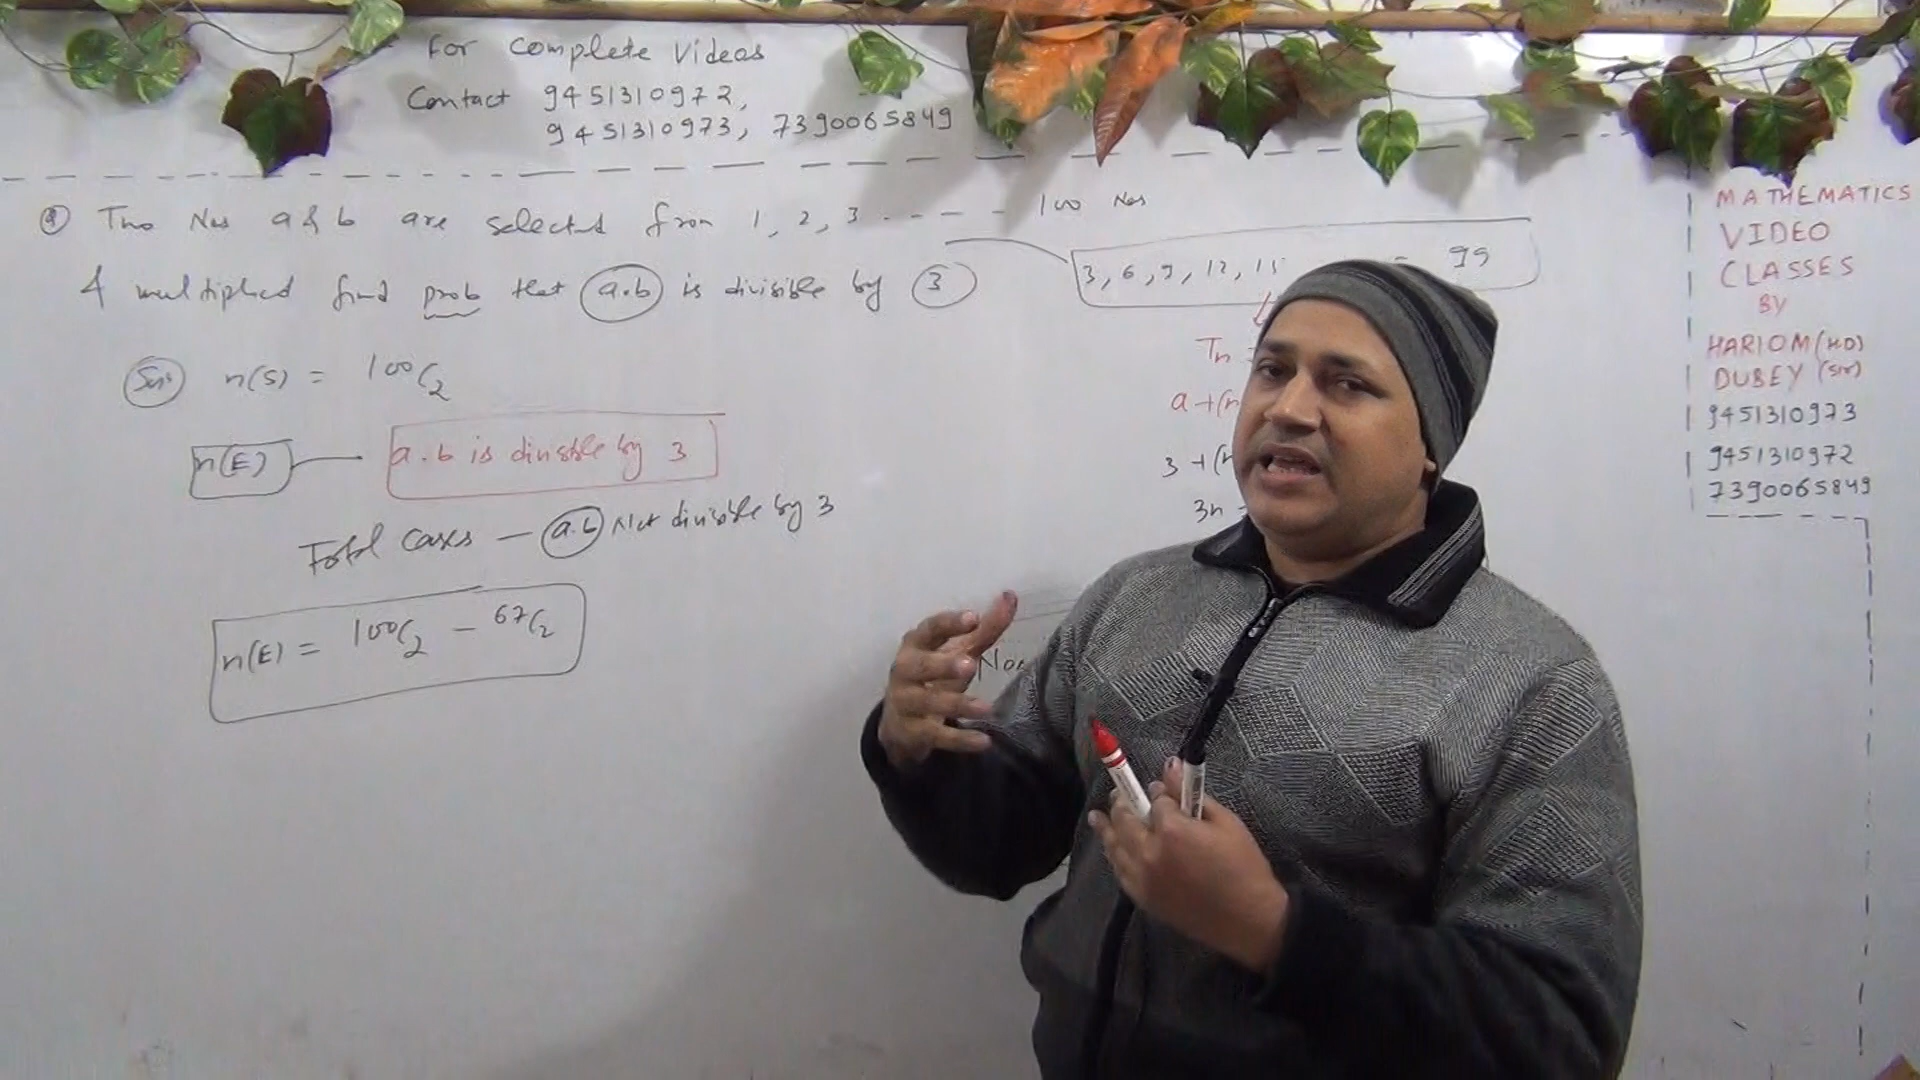 For Complete Videos
Contact 9451310972,
9451310973, 7390065849
Two Nos a & b are selected from 1, 2, 3 - - - - 100 Nos
& multiplied find prob that a.b is divisible by 3
3, 6, 9, 12, 15 - 99
Soln n(S) = 100C2
n(E) — a.b is divisible by 3
Total cases — a.b Not divisible by 3
n(E) = 100C2 - 67C2
Tn =
a + (n
3 + (n
3n =
MATHEMATICS
VIDEO
CLASSES
BY
HARIOM (HD)
DUBEY (Sir)
9451310973
9451310972
7390065849